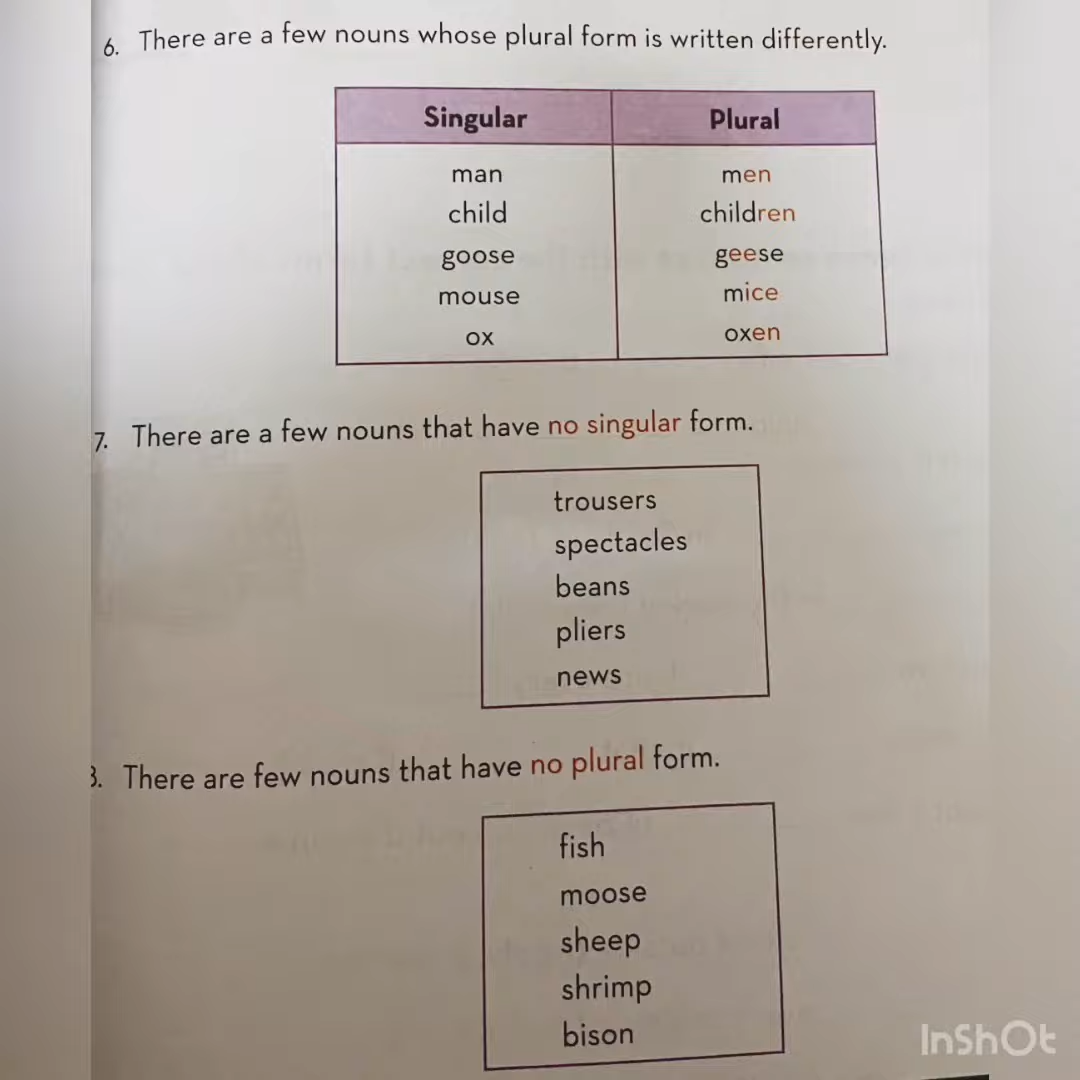 6. There are a few nouns whose plural form is written differently.
Singular Plural
man men
child children
goose geese
mouse mice
ox oxen
7. There are a few nouns that have no singular form.
trousers
spectacles
beans
pliers
news
8. There are few nouns that have no plural form.
fish
moose
sheep
shrimp
bison
InShOt